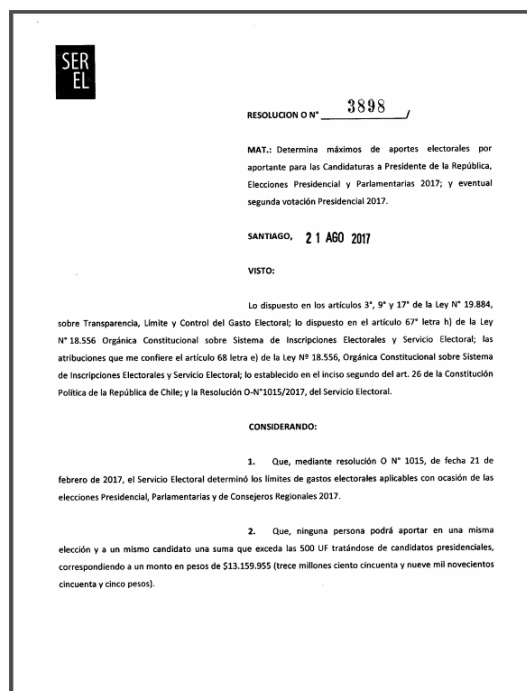 SER
EL
RESOLUCION O N° 3898 /
MAT.: Determina máximos de aportes electorales por
aportante para las Candidaturas a Presidente de la República,
Elecciones Presidencial y Parlamentarias 2017; y eventual
segunda votación Presidencial 2017.
SANTIAGO, 21 AGO 2017
VISTO:
Lo dispuesto en los artículos 3°, 9° y 17° de la Ley N° 19.884,
sobre Transparencia, Límite y Control del Gasto Electoral; lo dispuesto en el artículo 67° letra h) de la Ley
N° 18.556 Orgánica Constitucional sobre Sistema de Inscripciones Electorales y Servicio Electoral; las
atribuciones que me confiere el artículo 68 letra e) de la Ley Nº 18.556, Orgánica Constitucional sobre Sistema
de Inscripciones Electorales y Servicio Electoral; lo establecido en el inciso segundo del art. 26 de la Constitución
Política de la República de Chile; y la Resolución O-N°1015/2017, del Servicio Electoral.
CONSIDERANDO:
1. Que, mediante resolución O N° 1015, de fecha 21 de
febrero de 2017, el Servicio Electoral determinó los límites de gastos electorales aplicables con ocasión de las
elecciones Presidencial, Parlamentarias y de Consejeros Regionales 2017.
2. Que, ninguna persona podrá aportar en una misma
elección y a un mismo candidato una suma que exceda las 500 UF tratándose de candidatos presidenciales,
correspondiendo a un monto en pesos de $13.159.955 (trece millones ciento cincuenta y nueve mil novecientos
cincuenta y cinco pesos).